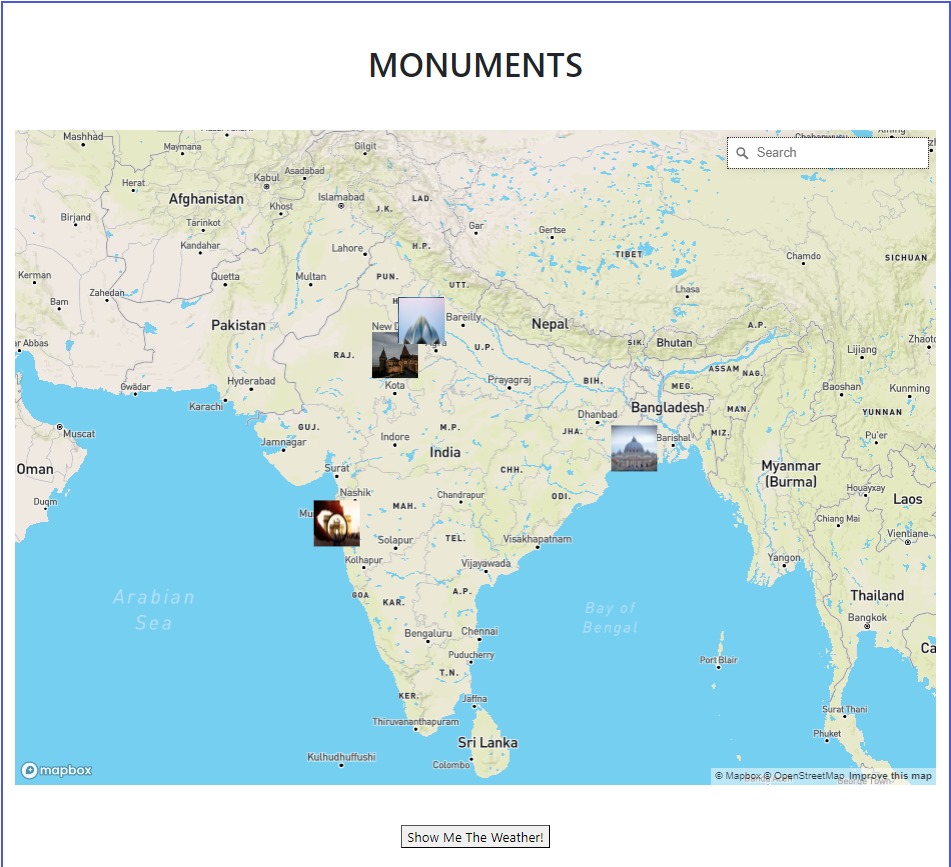 MONUMENTS
Search
Mashhad
Maymana
Gilgit
Herat
Kabul
Asadabad
Afghanistan
Islamabad
J.K.
LAD.
Khost
Birjand
Tarinkot
Gar
Gertse
Kandahar
Lahore
H.P.
TIBET
Chamdo
SICHUAN
Kerman
Quetta
Multan
PUN.
UTT.
Bam
Zahedan
Lhasa
Pakistan
New D
Bareilly
Nepal
A.P.
ar Abbas
RAJ.
U.P.
SIK.
Bhutan
Lijiang
Zhaoto
Gwādar
Hyderabad
Kota
Prayagraj
BIH.
MEG.
ASSAM
NAG.
Baoshan
Kunming
Karachi
Dhanbad
Bangladesh
MAN.
YUNNAN
Muscat
Jamnagar
GUJ.
Indore
M.P.
JHA.
Barishal
MIZ.
Pu'er
Oman
Surat
India
CHH.
Myanmar
(Burma)
Duqm
Nashik
MAH.
Chandrapur
ODI.
Houayxay
Laos
Mu
Solapur
TEL.
Visakhapatnam
Chiang Mai
Vientiane
Kolhapur
Vijayawada
Yangon
Arabian
Sea
GOA
KAR.
A.P.
Bay of
Bengal
Thailand
Bangkok
Bengaluru
Chennai
Puducherry
Port Blair
Ca
T.N.
KER.
Jaffna
Thiruvananthapuram
Surat Thani
Sri Lanka
Phuket
Kulhudhuffushi
Colombo
mapbox
© Mapbox © OpenStreetMap Improve this map
Show Me The Weather!